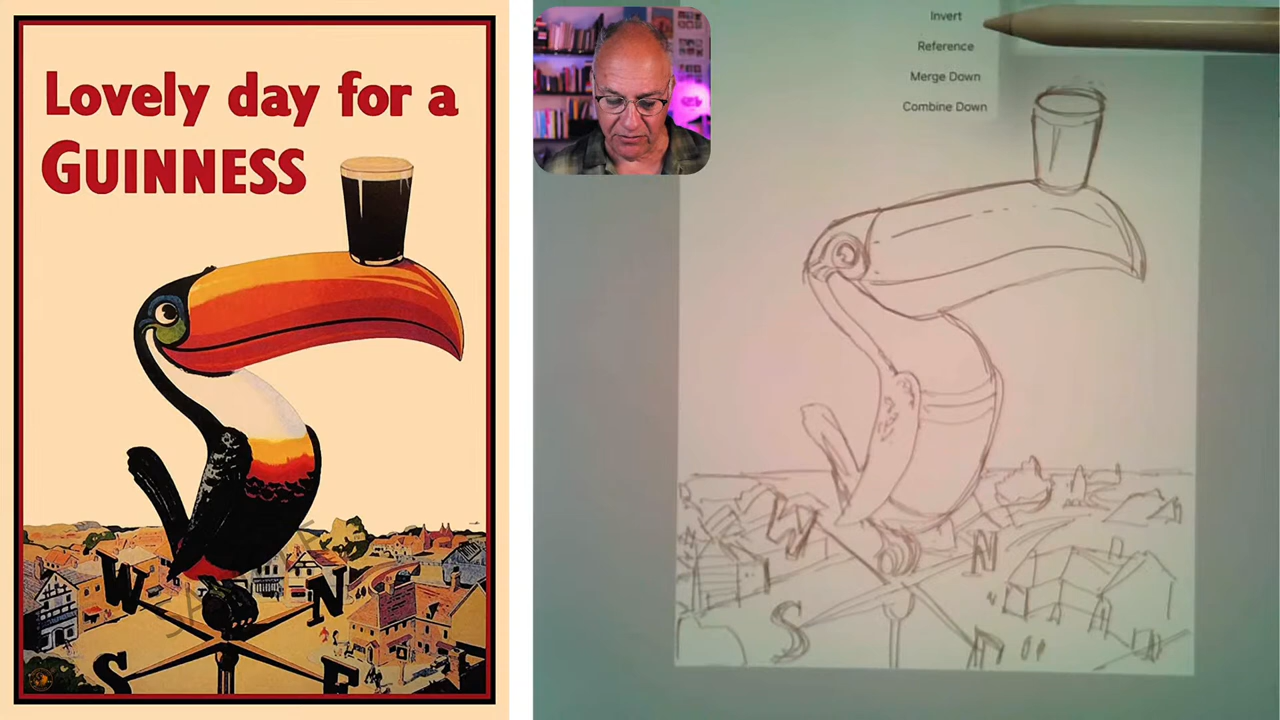 Lovely day for a
GUINNESS
W
N
S
E
Invert
Reference
Merge Down
Combine Down
W
N
S